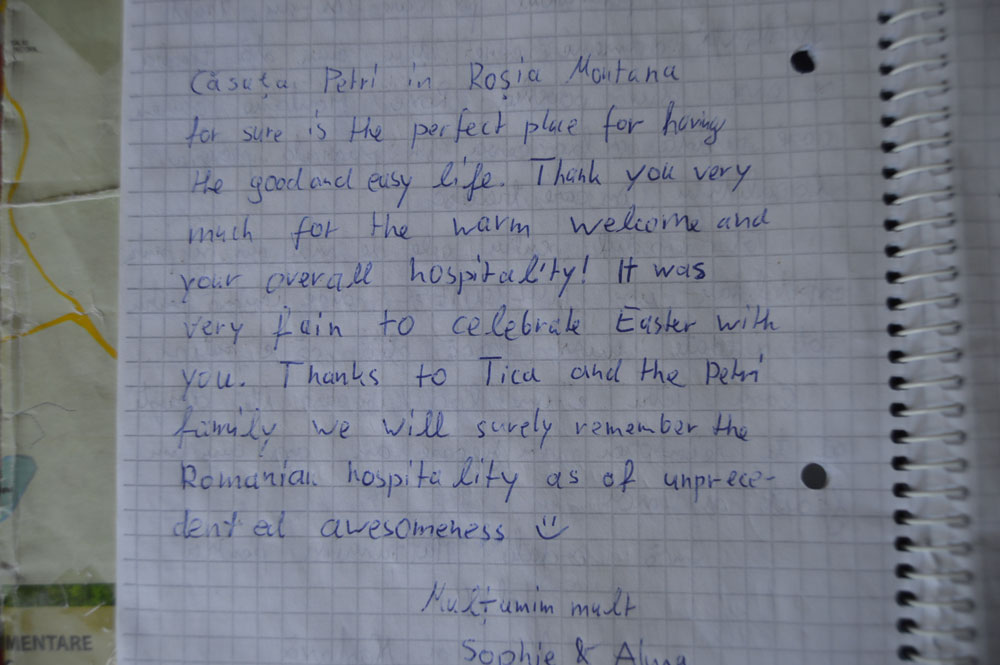 Căsuța Petri in Roșia Montana
for sure is the perfect place for having
the good and easy life. Thank you very
much for the warm welcome and
your overall hospitality! It was
very fain to celebrate Easter with
you. Thanks to Tica and the Petri
family we will surely remember the
Romanian hospitality as of unprece-
dented awesomeness
Mulțumim mult
Sophie &
MENTARE